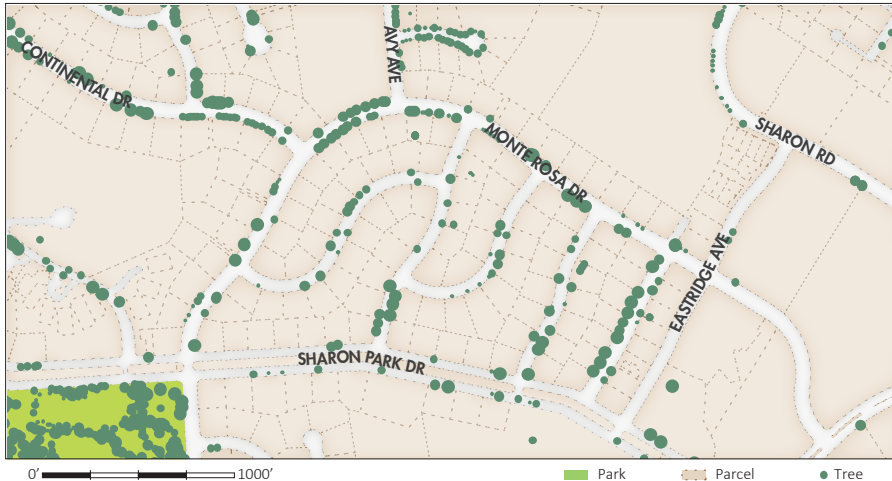 AVY AVE
CONTINENTAL DR
MONTE ROSA DR
SHARON RD
EASTRIDGE AVE
SHARON PARK DR
0' 1000' Park Parcel Tree